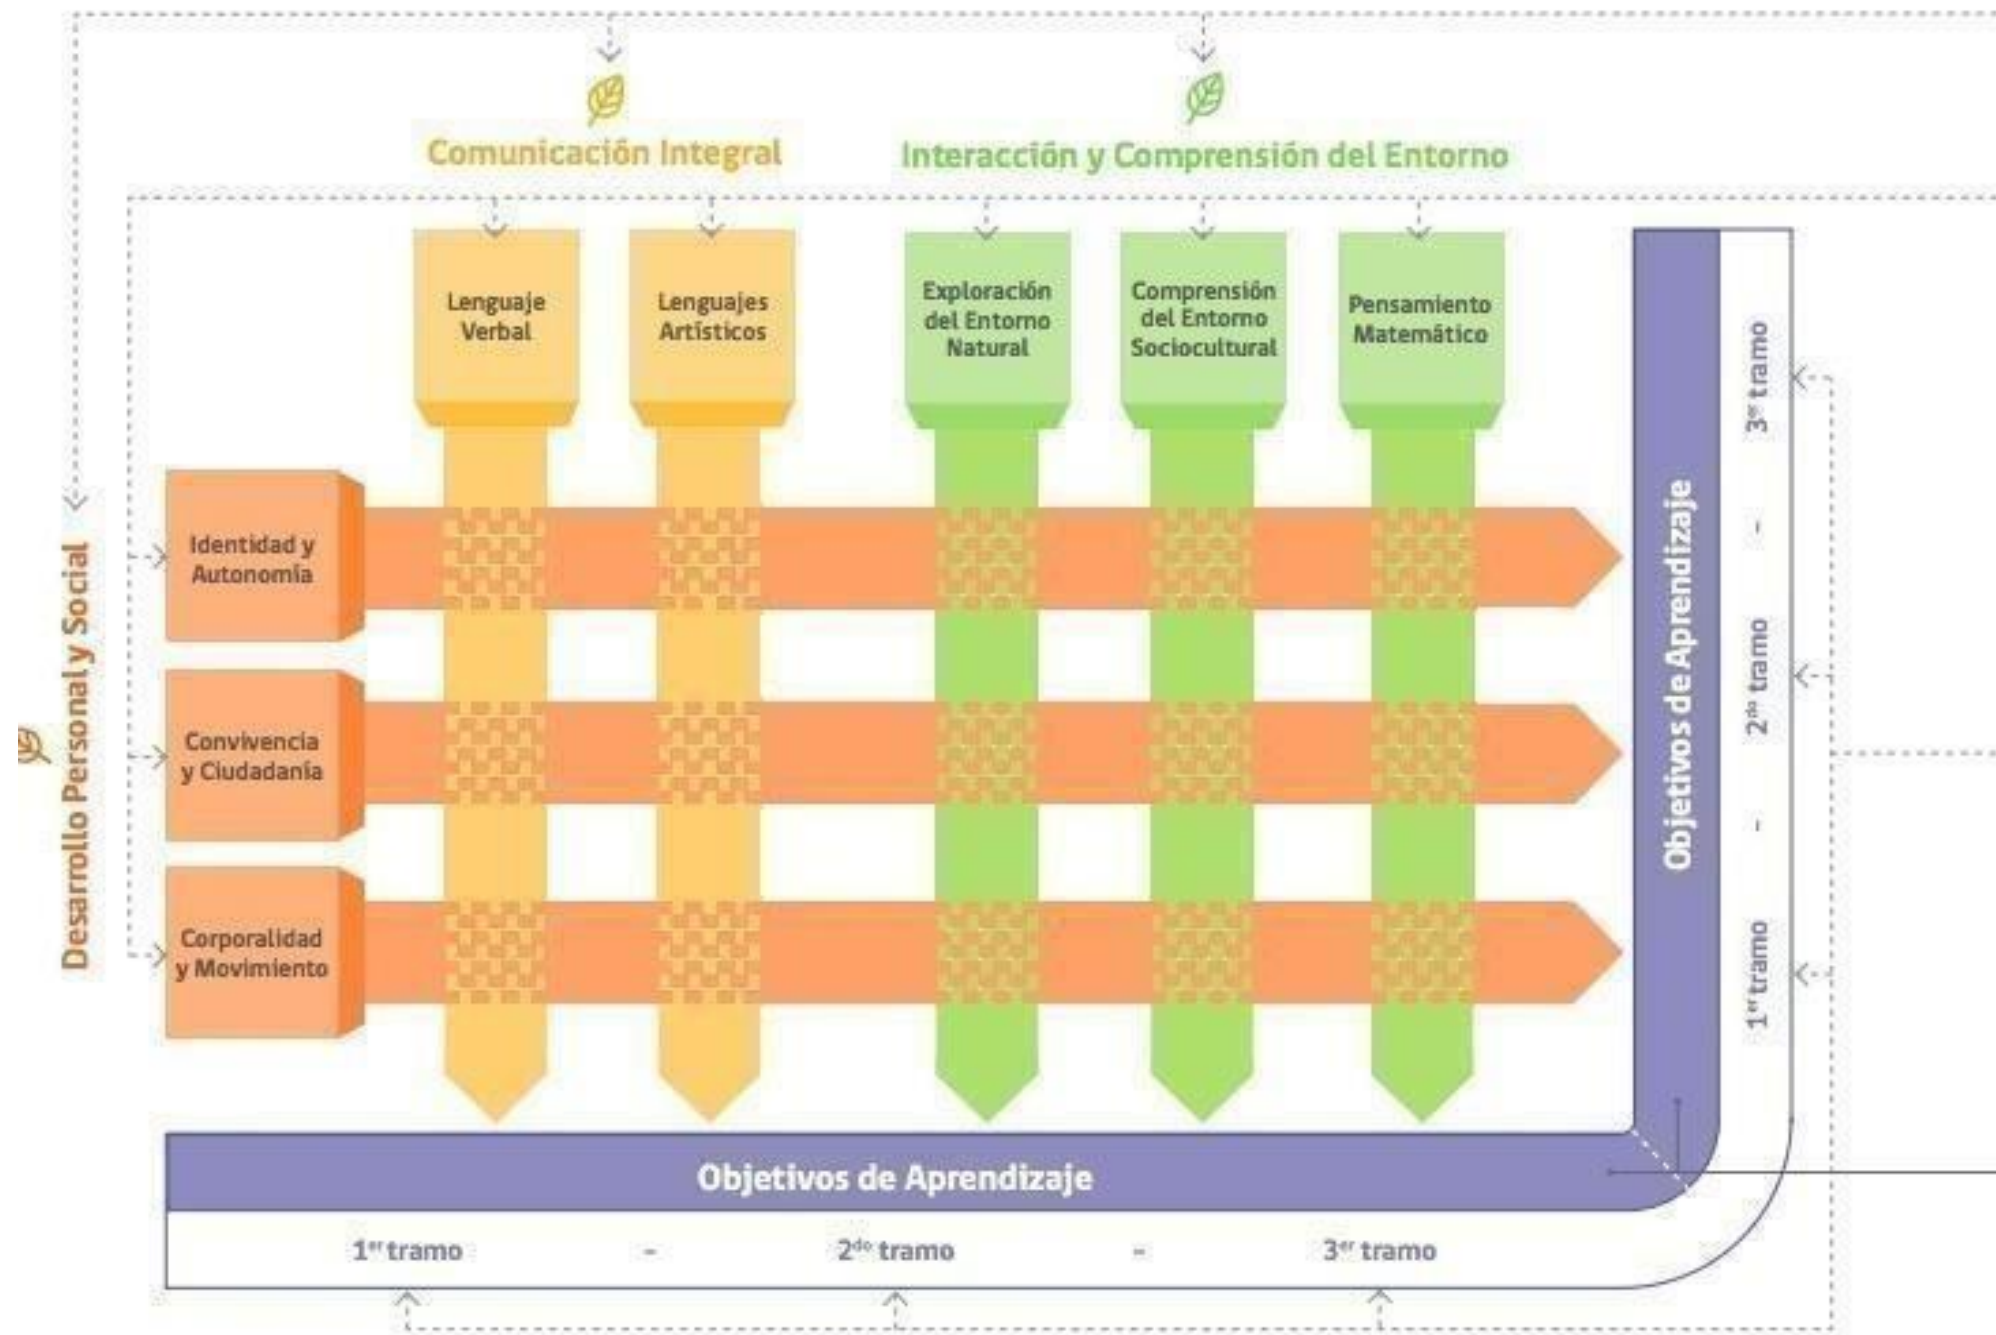 Comunicación Integral
Interacción y Comprensión del Entorno
Lenguaje
Verbal
Lenguajes
Artísticos
Exploración
del Entorno
Natural
Comprensión
del Entorno
Sociocultural
Pensamiento
Matemático
Desarrollo Personal y Social
Identidad y
Autonomía
Convivencia
y Ciudadanía
Corporalidad
y Movimiento
Objetivos de Aprendizaje
1er tramo - 2do tramo - 3er tramo
Objetivos de Aprendizaje
1er tramo - 2do tramo - 3er tramo